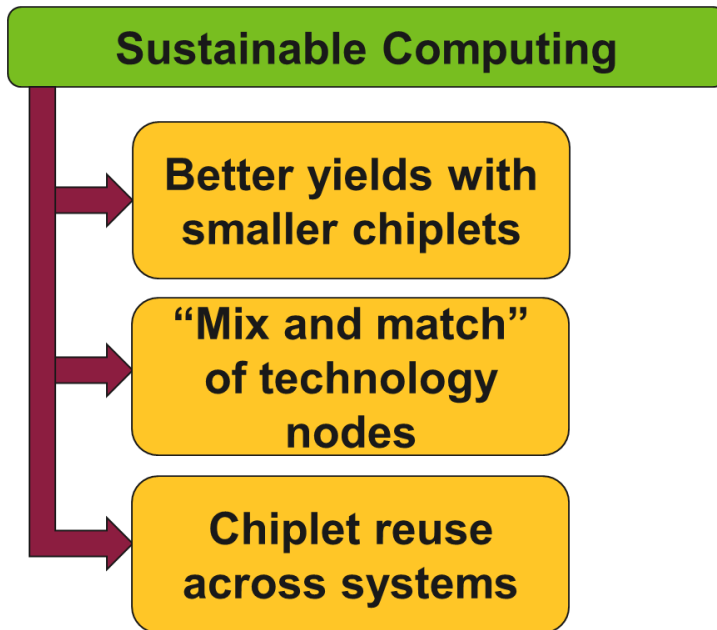 Sustainable Computing
Better yields with
smaller chiplets
“Mix and match”
of technology
nodes
Chiplet reuse
across systems